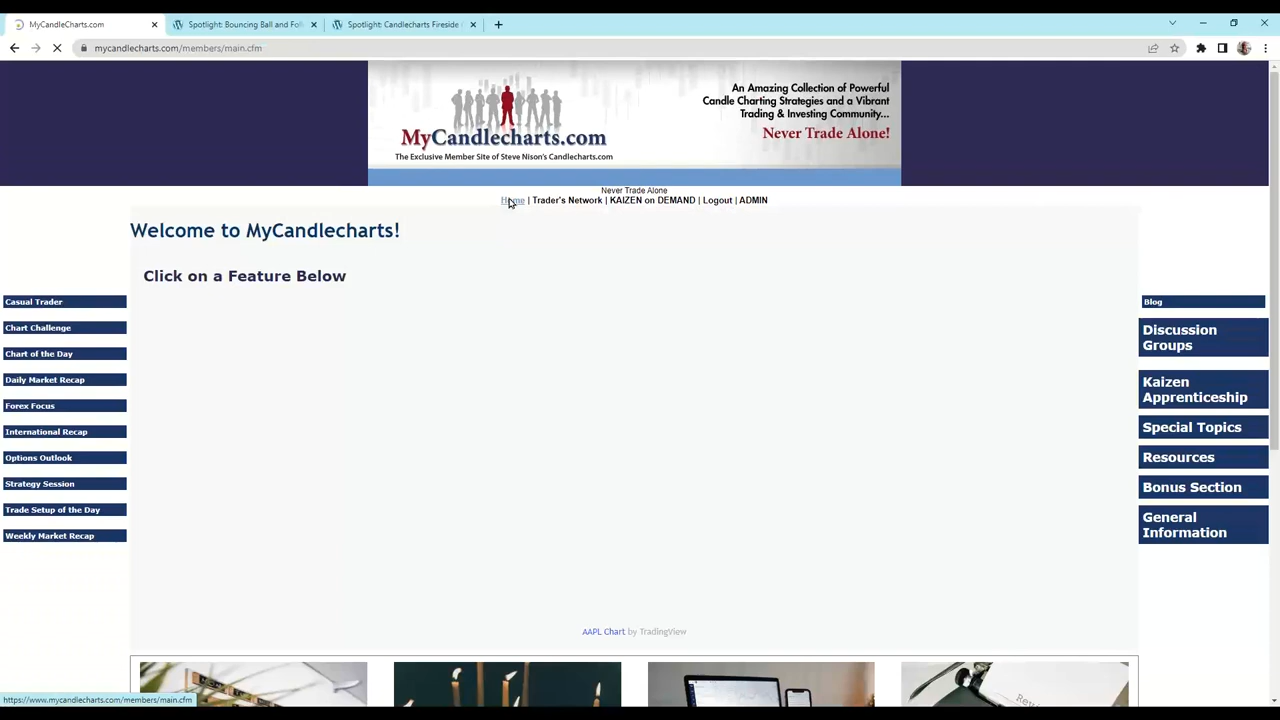 MyCandleCharts.com
Spotlight: Bouncing Ball and Foll
Spotlight: Candlecharts Fireside
mycandlecharts.com/members/main.cfm
An Amazing Collection of Powerful
Candle Charting Strategies and a Vibrant
Trading & Investing Community...
Never Trade Alone!
MyCandlecharts.com
The Exclusive Member Site of Steve Nison's Candlecharts.com
Never Trade Alone
Home | Trader's Network | KAIZEN on DEMAND | Logout | ADMIN
Welcome to MyCandlecharts!
Click on a Feature Below
Casual Trader
Chart Challenge
Chart of the Day
Daily Market Recap
Forex Focus
International Recap
Options Outlook
Strategy Session
Trade Setup of the Day
Weekly Market Recap
Blog
Discussion
Groups
Kaizen
Apprenticeship
Special Topics
Resources
Bonus Section
General
Information
AAPL Chart by TradingView
https://www.mycandlecharts.com/members/main.cfm